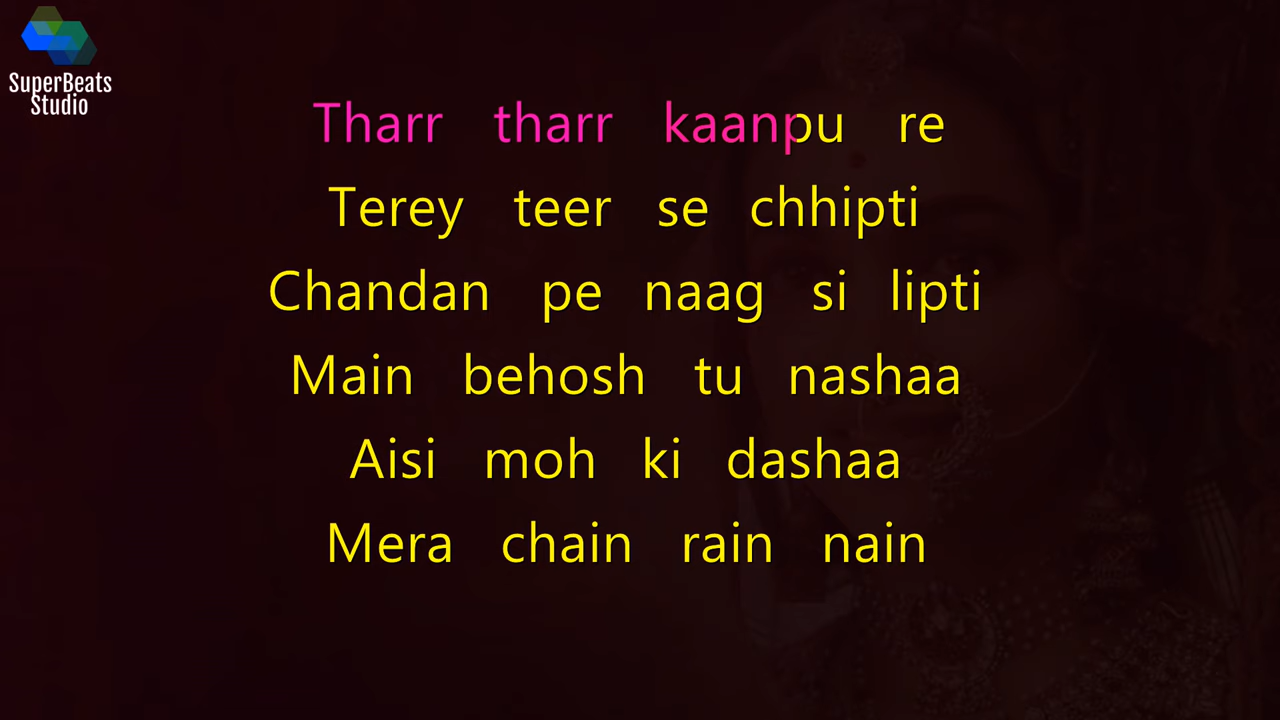 SuperBeats
Studio
Tharr tharr kaanpu re
Terey teer se chhipti
Chandan pe naag si lipti
Main behosh tu nashaa
Aisi moh ki dashaa
Mera chain rain nain